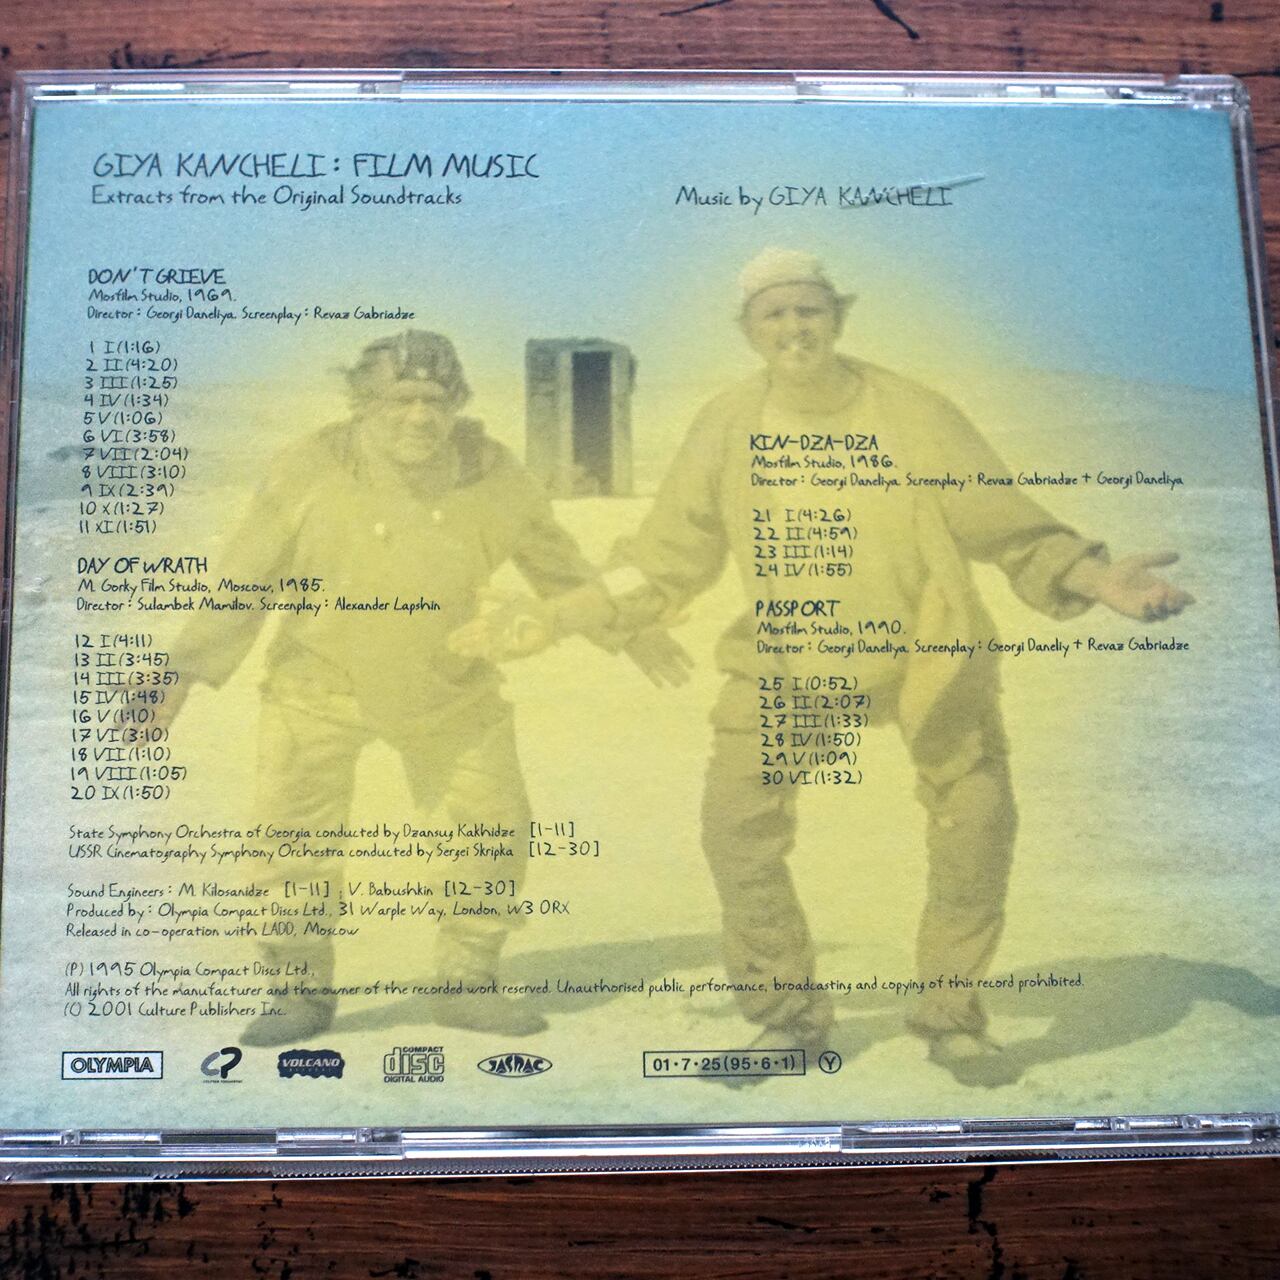 GIYA KANCHELI : FILM MUSIC
Extracts from the Original Soundtracks
Music by GIYA KANCHELI
DON'T GRIEVE
Mosfilm Studio, 1969.
Director : Georgi Daneliya. Screenplay : Revaz Gabriadze
1 I (1:16)
2 II (4:20)
3 III (1:25)
4 IV (1:34)
5 V (1:06)
6 VI (3:58)
7 VII (2:04)
8 VIII (3:10)
9 IX (2:39)
10 X (1:27)
11 XI (1:51)
DAY OF WRATH
M. Gorky Film Studio, Moscow, 1985.
Director : Sulambek Mamilov. Screenplay : Alexander Lapshin
12 I (4:11)
13 II (3:45)
14 III (3:35)
15 IV (1:48)
16 V (1:10)
17 VI (3:10)
18 VII (1:10)
19 VIII (1:05)
20 IX (1:50)
KIN-DZA-DZA
Mosfilm Studio, 1986.
Director : Georgi Daneliya. Screenplay : Revaz Gabriadze + Georgi Daneliya
21 I (4:26)
22 II (4:59)
23 III (1:14)
24 IV (1:55)
PASSPORT
Mosfilm Studio, 1990.
Director : Georgi Daneliya. Screenplay : Georgi Daneliy + Revaz Gabriadze
25 I (0:52)
26 II (2:07)
27 III (1:33)
28 IV (1:50)
29 V (1:09)
30 VI (1:32)
State Symphony Orchestra of Georgia conducted by Dzansug Kakhidze [1-11]
USSR Cinematography Symphony Orchestra conducted by Sergei Skripka [12-30]
Sound Engineers : M. Kilosanidze [1-11] ; V. Babushkin [12-30]
Produced by : Olympia Compact Discs Ltd., 31 Warple Way, London, W3 0RX
Released in co-operation with LADD, Moscow
(P) 1995 Olympia Compact Discs Ltd.,
All rights of the manufacturer and the owner of the recorded work reserved. Unauthorised public performance, broadcasting and copying of this record prohibited.
(C) 2001 Culture Publishers Inc.
OLYMPIA
CP
VOLCANO
COMPACT
disc
DIGITAL AUDIO
JASRAC
01・7・25(95・6・1) Y